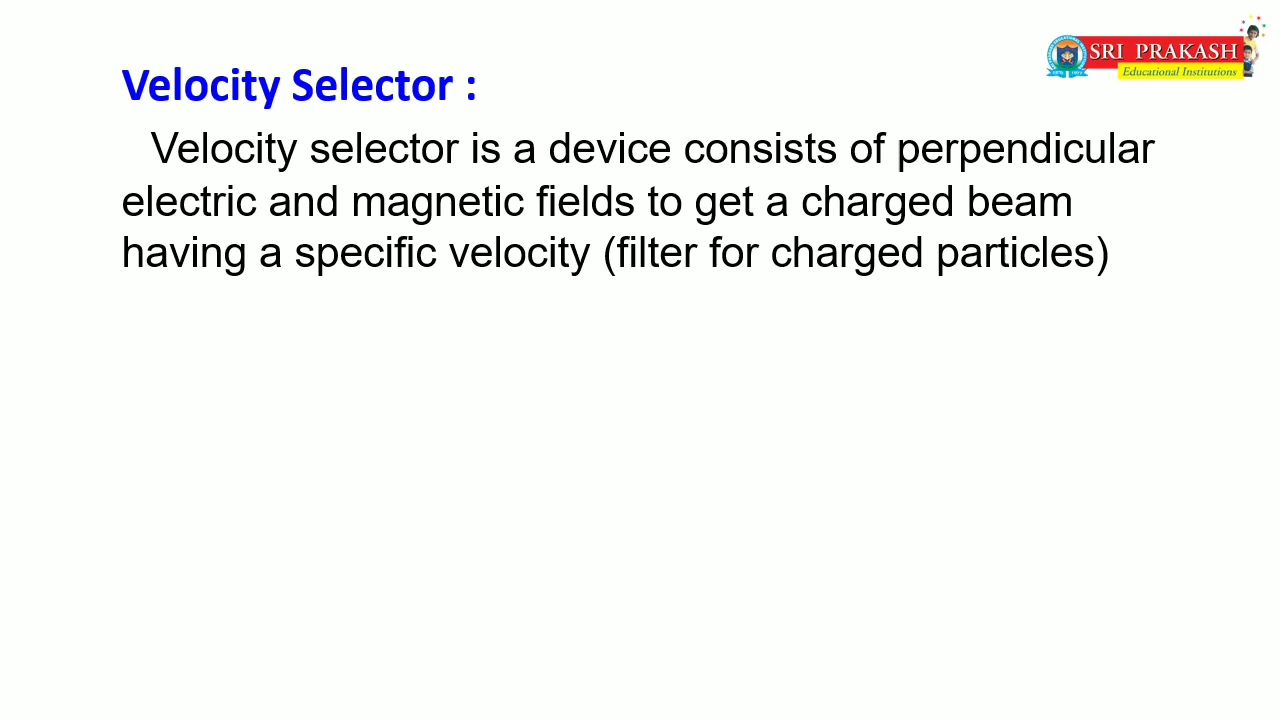 SRI PRAKASH
Educational Institutions
Velocity Selector :
Velocity selector is a device consists of perpendicular
electric and magnetic fields to get a charged beam
having a specific velocity (filter for charged particles)